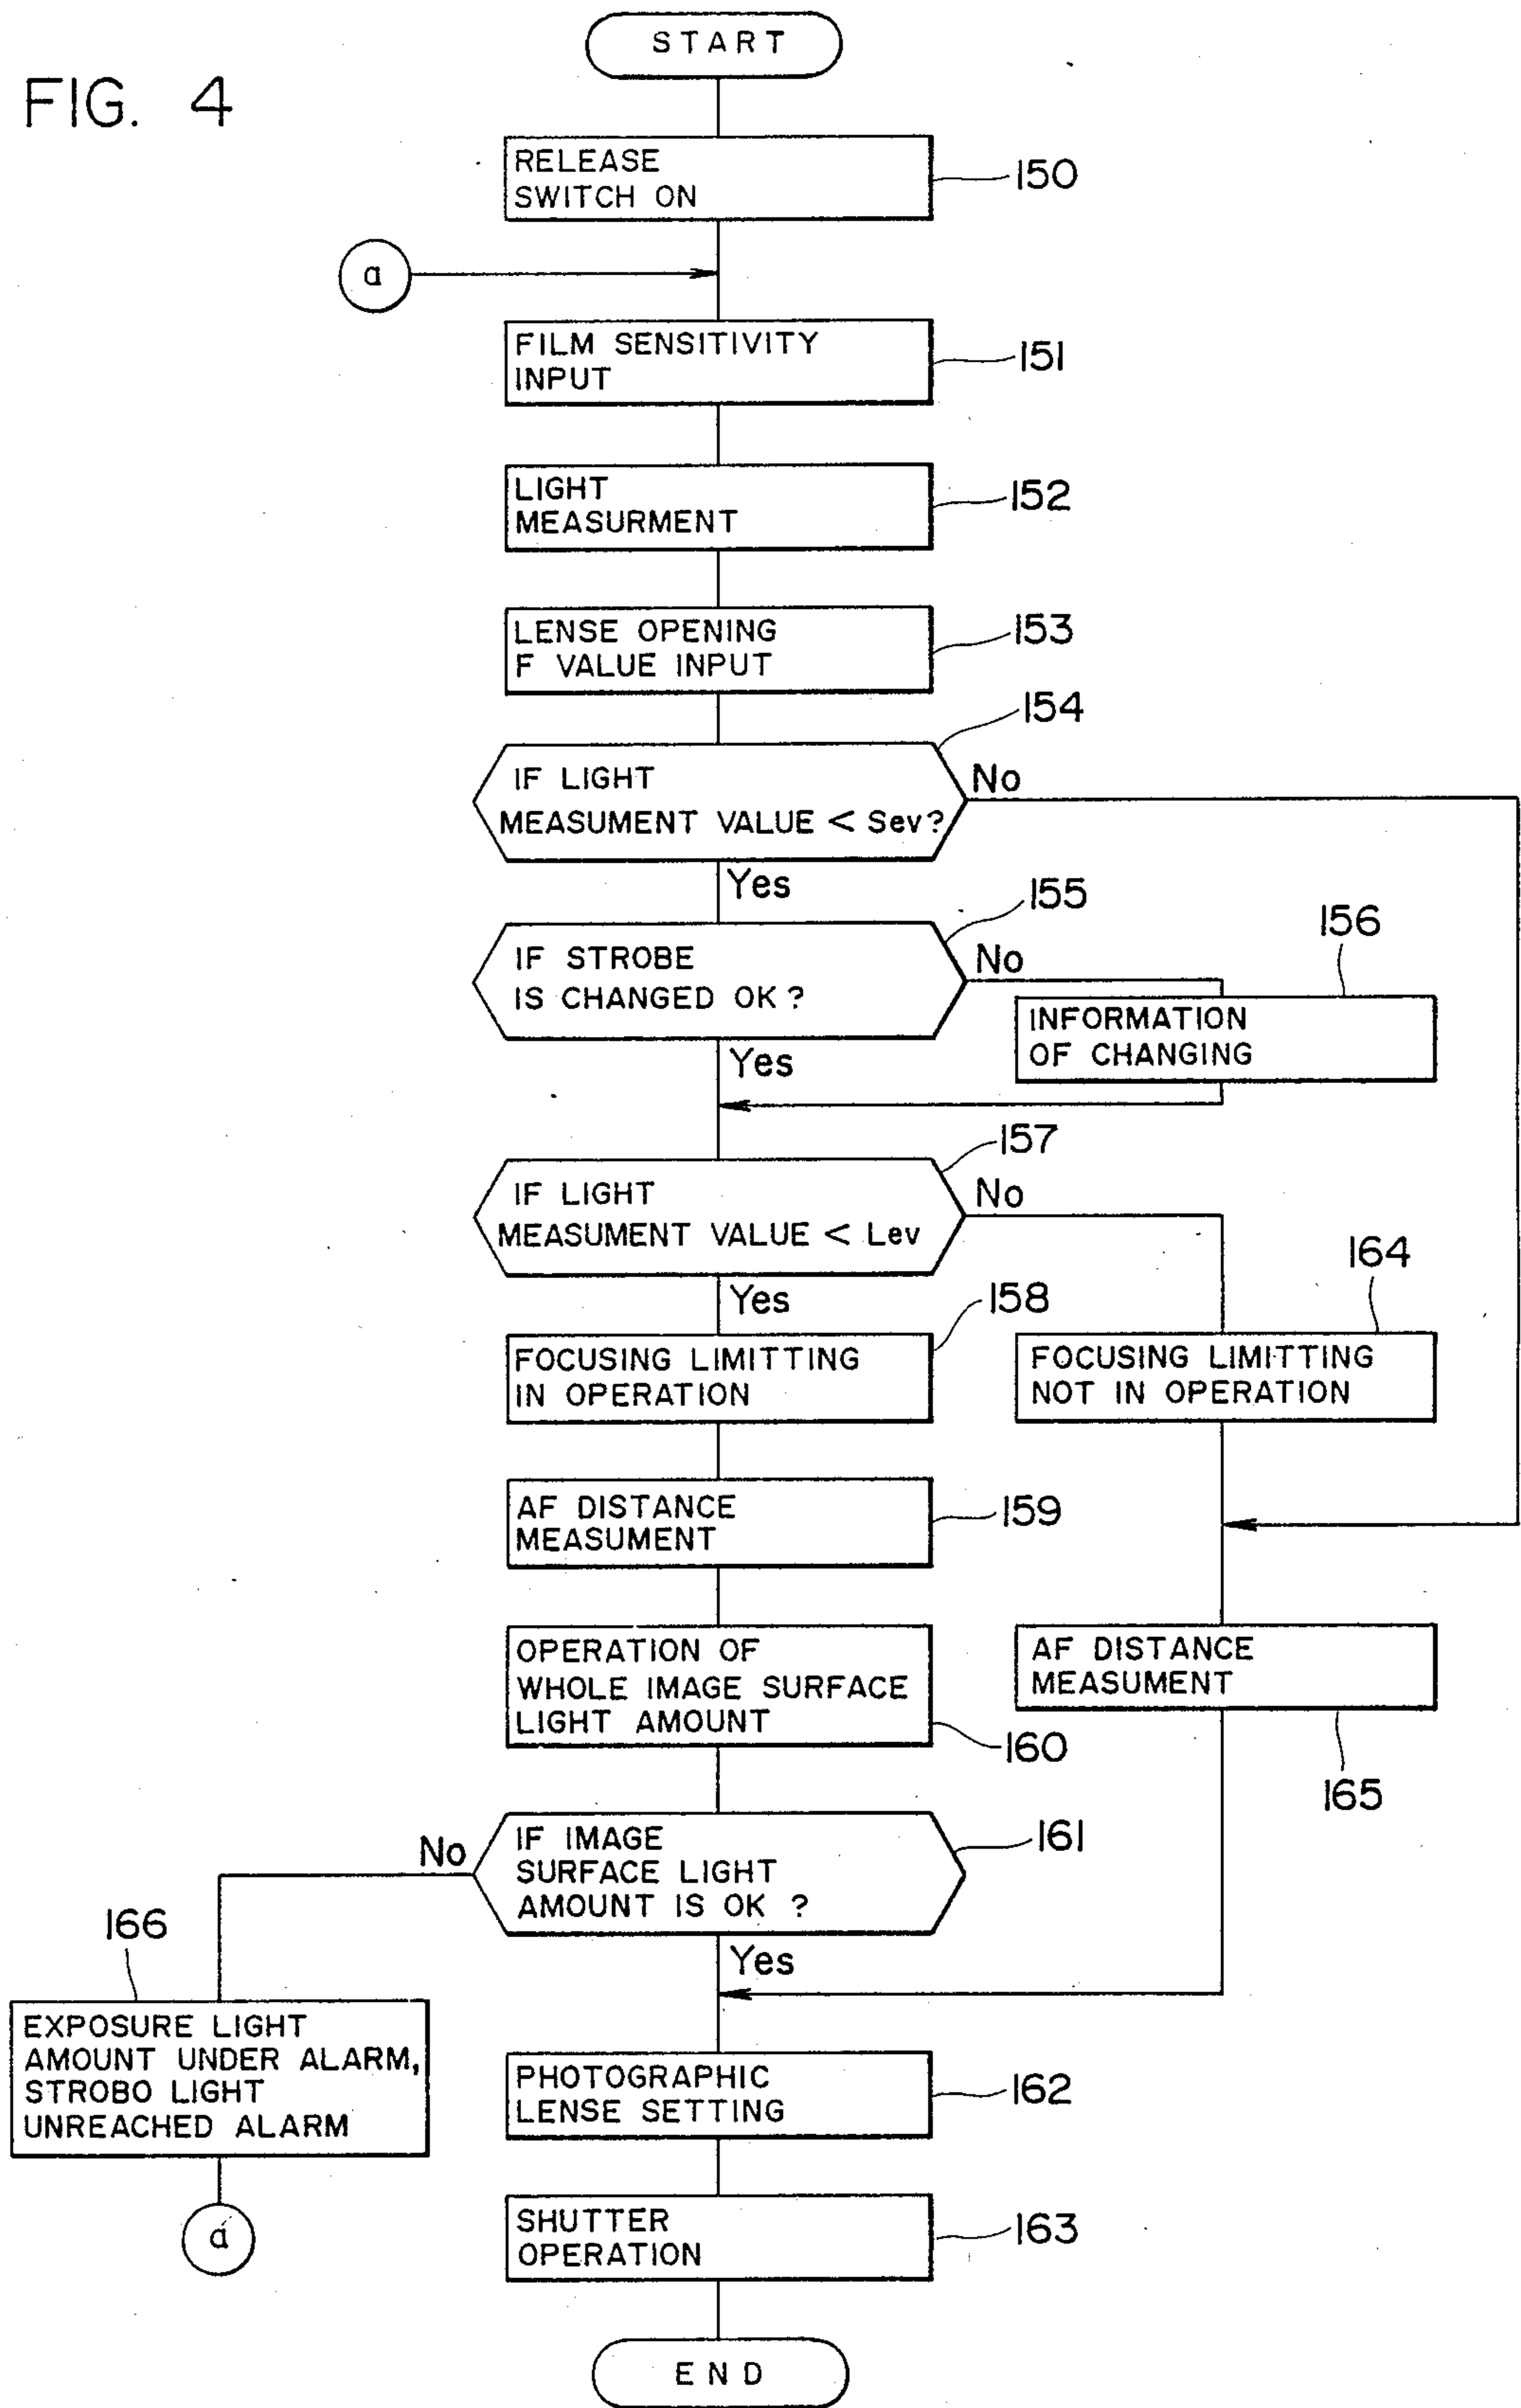 FIG. 4
START
RELEASE
SWITCH ON
150
a
FILM SENSITIVITY
INPUT
151
LIGHT
MEASURMENT
152
LENSE OPENING
F VALUE INPUT
153
154
IF LIGHT
MEASUMENT VALUE < Sev?
No
Yes
155
IF STROBE
IS CHANGED OK?
No
156
INFORMATION
OF CHANGING
Yes
157
IF LIGHT
MEASUMENT VALUE < Lev
No
Yes
158
FOCUSING LIMITTING
IN OPERATION
164
FOCUSING LIMITTING
NOT IN OPERATION
AF DISTANCE
MEASUMENT
159
OPERATION OF
WHOLE IMAGE SURFACE
LIGHT AMOUNT
160
AF DISTANCE
MEASUMENT
165
IF IMAGE
SURFACE LIGHT
AMOUNT IS OK ?
161
No
Yes
166
EXPOSURE LIGHT
AMOUNT UNDER ALARM,
STROBO LIGHT
UNREACHED ALARM
a
PHOTOGRAPHIC
LENSE SETTING
162
SHUTTER
OPERATION
163
END